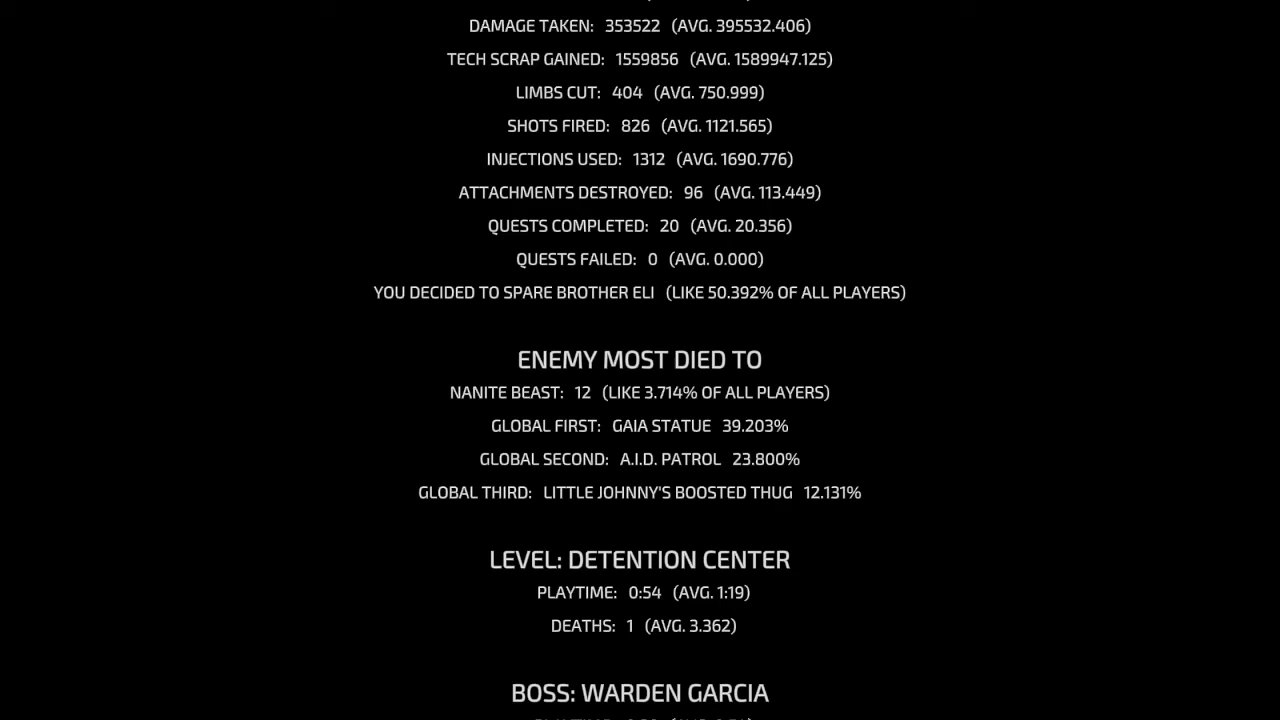 DAMAGE TAKEN: 353522 (AVG. 395532.406)
TECH SCRAP GAINED: 1559856 (AVG. 1589947.125)
LIMBS CUT: 404 (AVG. 750.999)
SHOTS FIRED: 826 (AVG. 1121.565)
INJECTIONS USED: 1312 (AVG. 1690.776)
ATTACHMENTS DESTROYED: 96 (AVG. 113.449)
QUESTS COMPLETED: 20 (AVG. 20.356)
QUESTS FAILED: 0 (AVG. 0.000)
YOU DECIDED TO SPARE BROTHER ELI (LIKE 50.392% OF ALL PLAYERS)
ENEMY MOST DIED TO
NANITE BEAST: 12 (LIKE 3.714% OF ALL PLAYERS)
GLOBAL FIRST: GAIA STATUE 39.203%
GLOBAL SECOND: A.I.D. PATROL 23.800%
GLOBAL THIRD: LITTLE JOHNNY'S BOOSTED THUG 12.131%
LEVEL: DETENTION CENTER
PLAYTIME: 0:54 (AVG. 1:19)
DEATHS: 1 (AVG. 3.362)
BOSS: WARDEN GARCIA